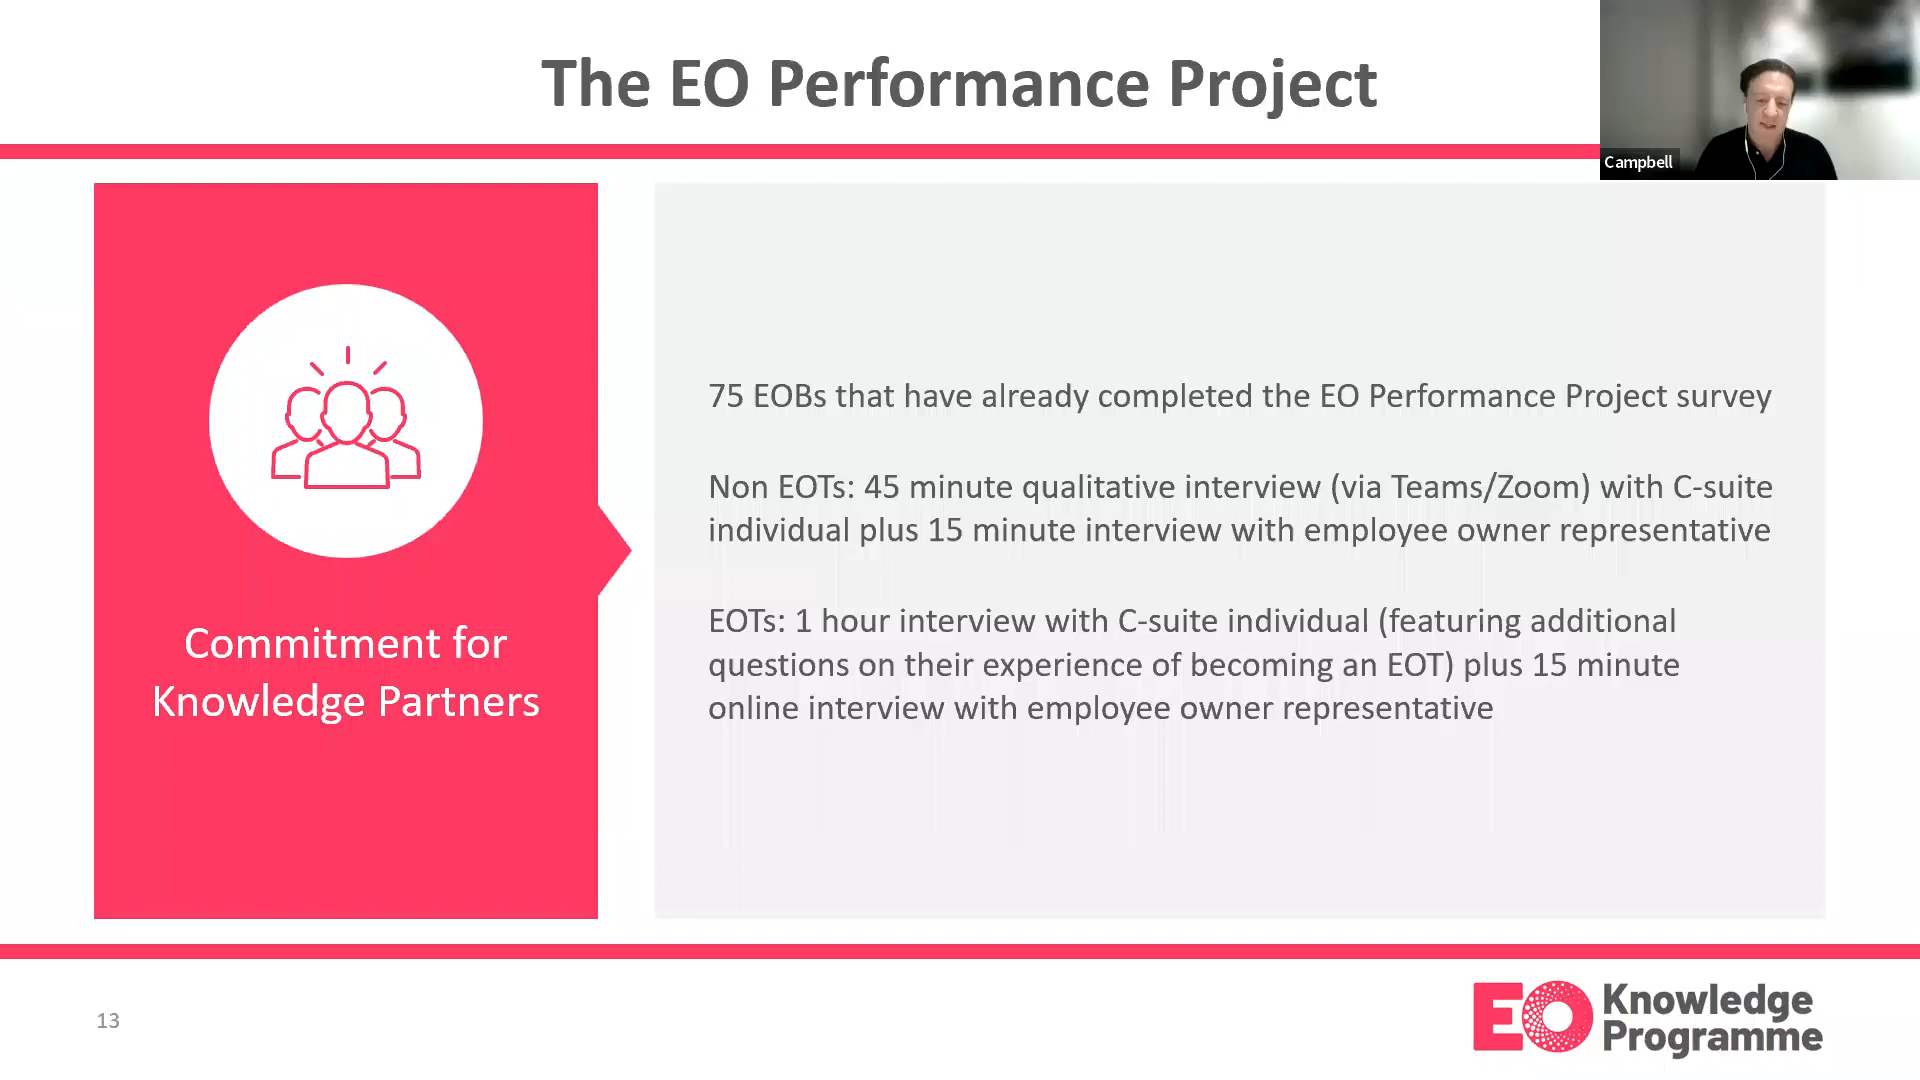 The EO Performance Project
Campbell
Commitment for
Knowledge Partners
75 EOBs that have already completed the EO Performance Project survey
Non EOTs: 45 minute qualitative interview (via Teams/Zoom) with C-suite
individual plus 15 minute interview with employee owner representative
EOTs: 1 hour interview with C-suite individual (featuring additional
questions on their experience of becoming an EOT) plus 15 minute
online interview with employee owner representative
13
EO Knowledge
Programme